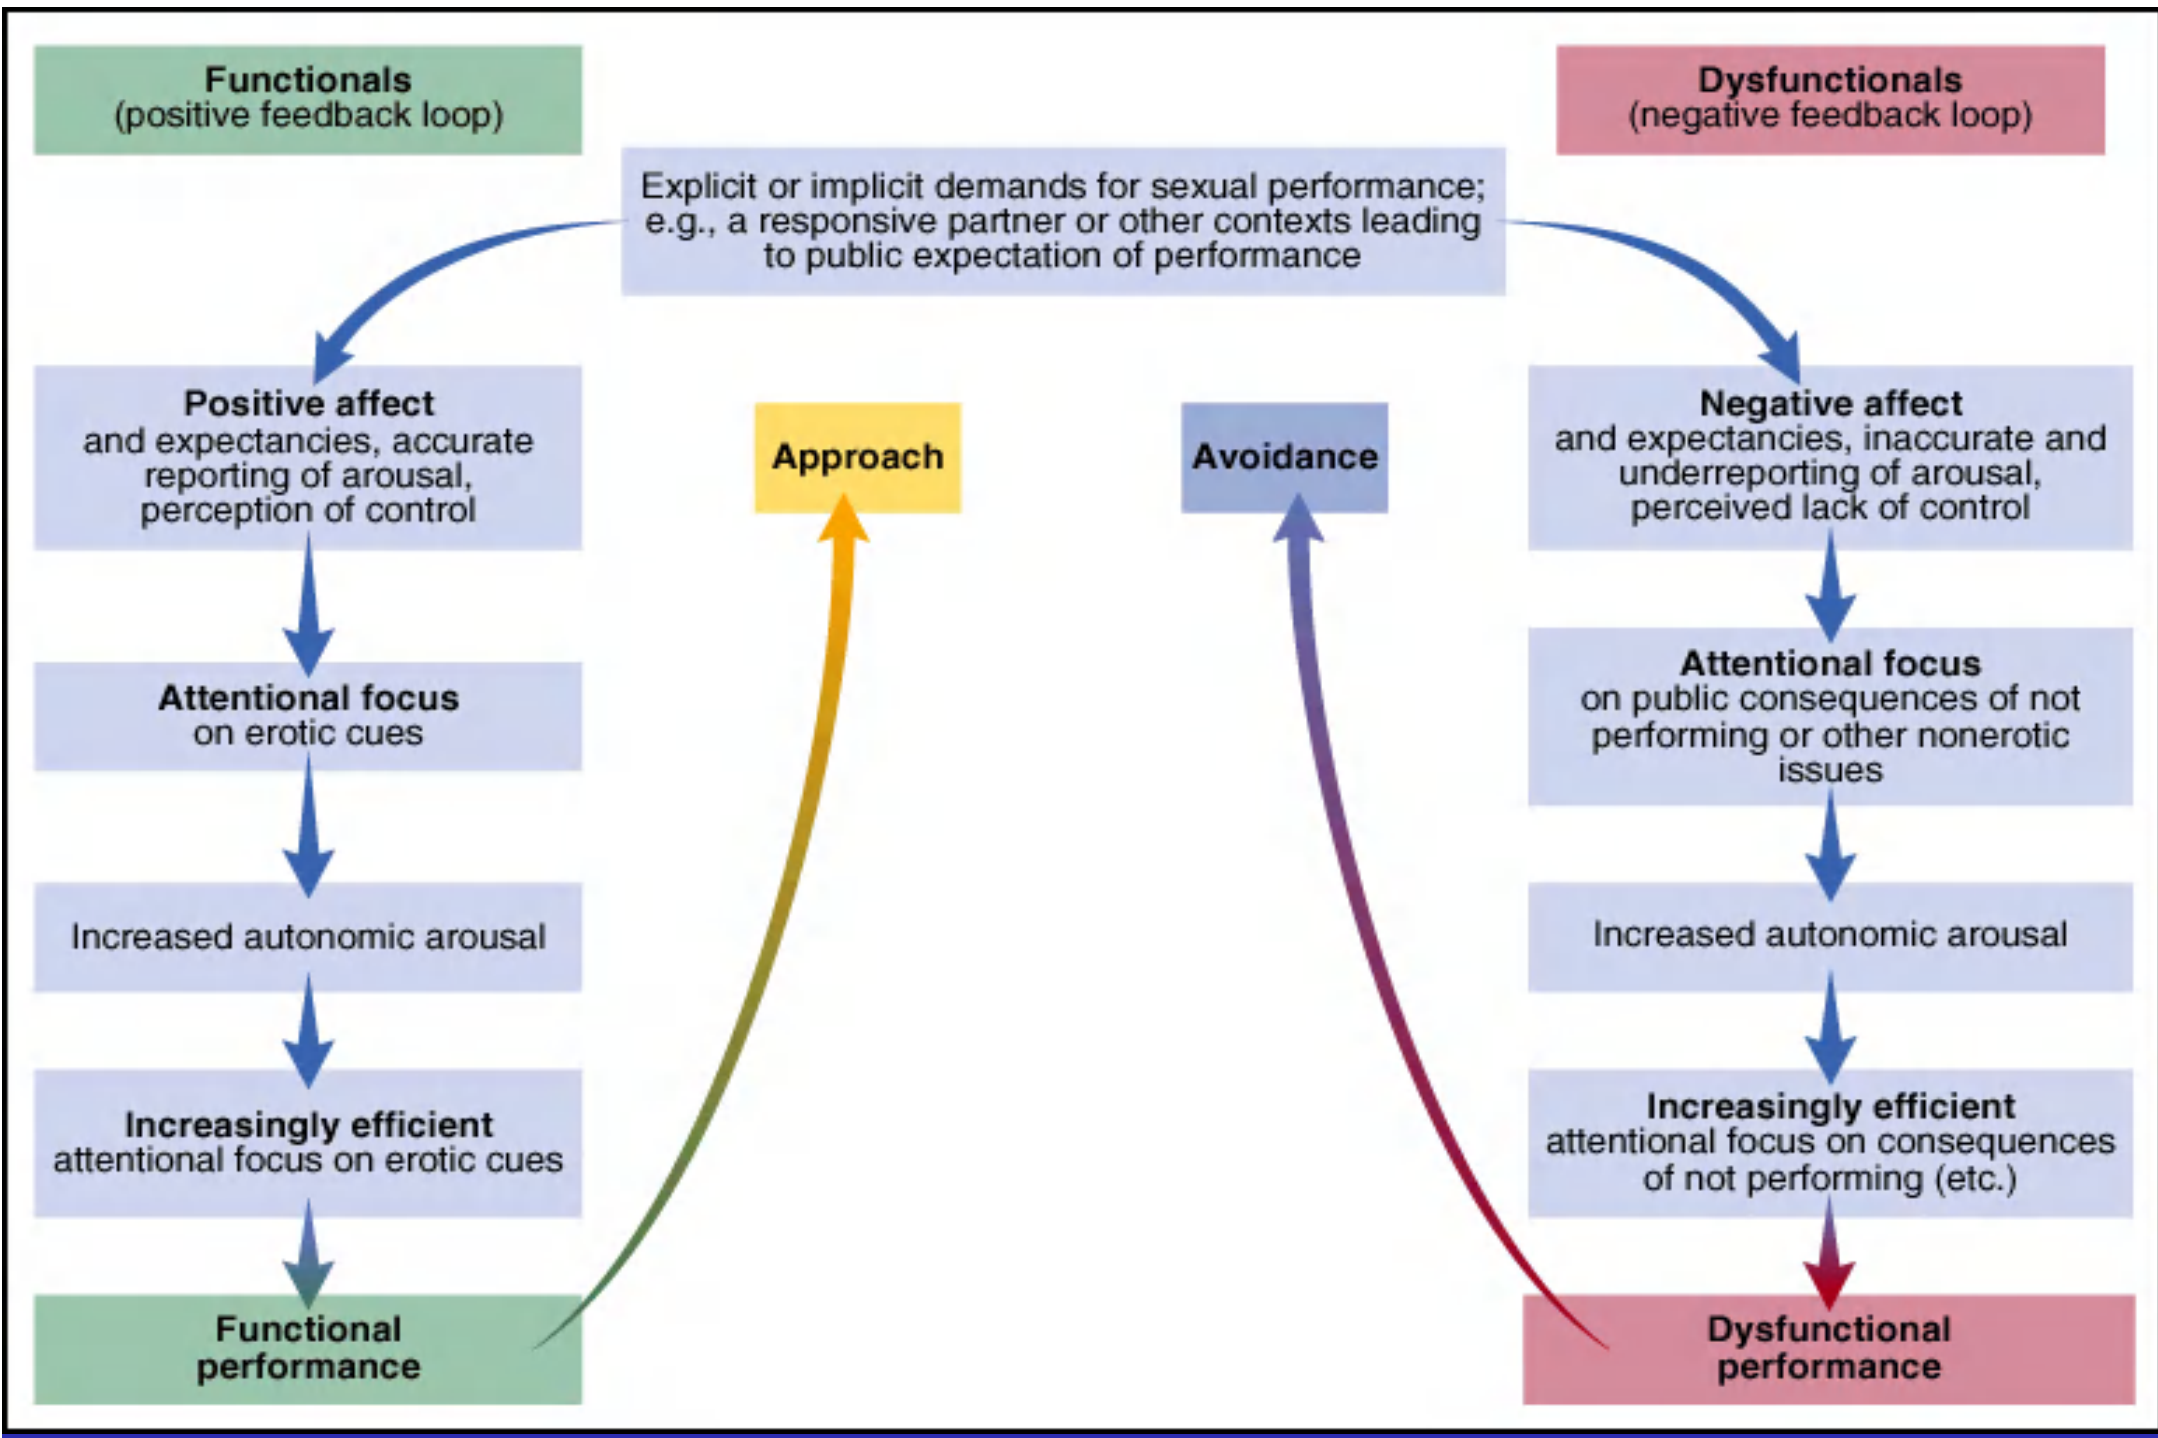 Functionals
(positive feedback loop)
Dysfunctionals
(negative feedback loop)
Explicit or implicit demands for sexual performance;
e.g., a responsive partner or other contexts leading
to public expectation of performance
Positive affect
and expectancies, accurate
reporting of arousal,
perception of control
Approach
Avoidance
Negative affect
and expectancies, inaccurate and
underreporting of arousal,
perceived lack of control
Attentional focus
on erotic cues
Attentional focus
on public consequences of not
performing or other nonerotic
issues
Increased autonomic arousal
Increased autonomic arousal
Increasingly efficient
attentional focus on erotic cues
Increasingly efficient
attentional focus on consequences
of not performing (etc.)
Functional
performance
Dysfunctional
performance